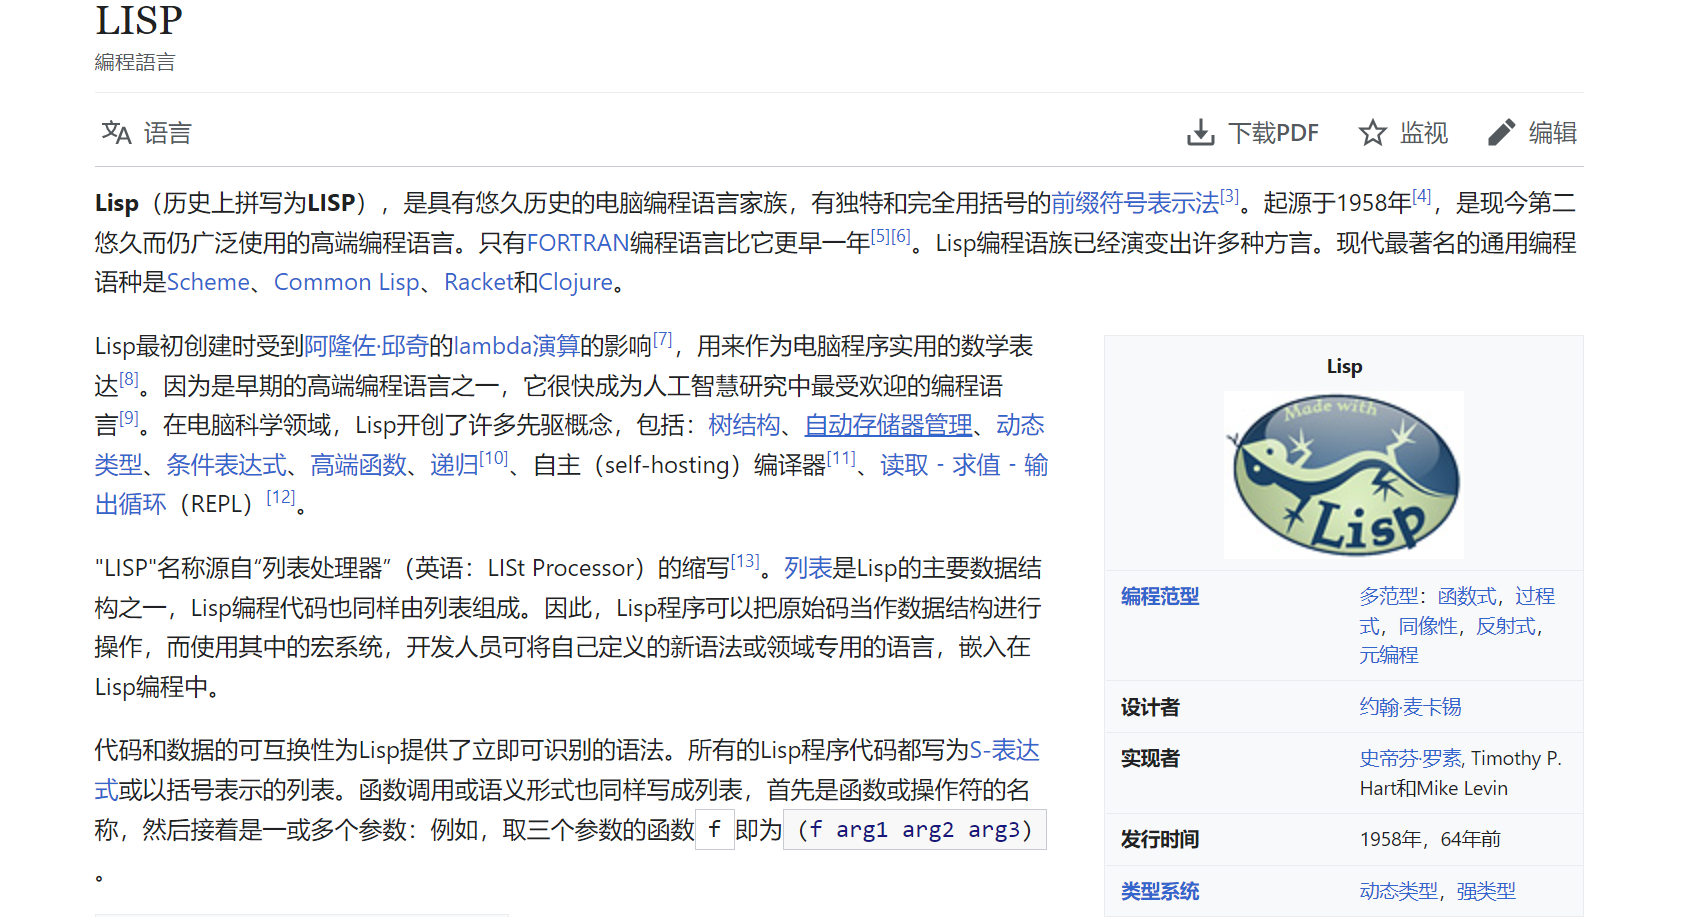 LISP
编程語言
语言
下载PDF
监视
编辑
Lisp（历史上拼写为LISP），是具有悠久历史的电脑编程语言家族，有独特和完全用括号的前缀符号表示法[3]。起源于1958年[4]，是现今第二
悠久而仍广泛使用的高端编程语言。只有FORTRAN编程语言比它更早一年[5][6]。Lisp编程语族已经演变出许多种方言。现代最著名的通用编程
语种是Scheme、Common Lisp、Racket和Clojure。
Lisp最初创建时受到阿隆佐·邱奇的lambda演算的影响[7]，用来作为电脑程序实用的数学表
达[8]。因为是早期的高端编程语言之一，它很快成为人工智慧研究中最受欢迎的编程语
言[9]。在电脑科学领域，Lisp开创了许多先驱概念，包括：树结构、自动存储器管理、动态
类型、条件表达式、高端函数、递归[10]、自主（self-hosting）编译器[11]、读取﹣求值﹣输
出循环（REPL）[12]。
"LISP"名称源自“列表处理器”（英语：LISt Processor）的缩写[13]。列表是Lisp的主要数据结
构之一，Lisp编程代码也同样由列表组成。因此，Lisp程序可以把原始码当作数据结构进行
操作，而使用其中的宏系统，开发人员可将自己定义的新语法或领域专用的语言，嵌入在
Lisp编程中。
代码和数据的可互换性为Lisp提供了立即可识别的语法。所有的Lisp程序代码都写为S-表达
式或以括号表示的列表。函数调用或语义形式也同样写成列表，首先是函数或操作符的名
称，然后接着是一或多个参数：例如，取三个参数的函数 f 即为 (f arg1 arg2 arg3)
。
Lisp
Made with
Lisp
编程范型
多范型：函数式，过程
式，同像性，反射式，
元编程
设计者
约翰·麦卡锡
实现者
史帝芬·罗素, Timothy P.
Hart和Mike Levin
发行时间
1958年，64年前
类型系统
动态类型，强类型